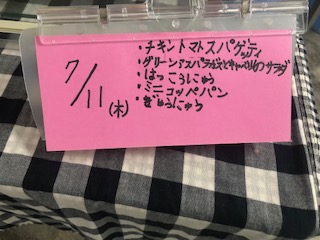 7/11(木)
・チキントマトスパゲッティ
・グリーンアスパラガスとキャベツのサラダ
・はっこうにゅう
・ミニコッペパン
・ぎゅうにゅう